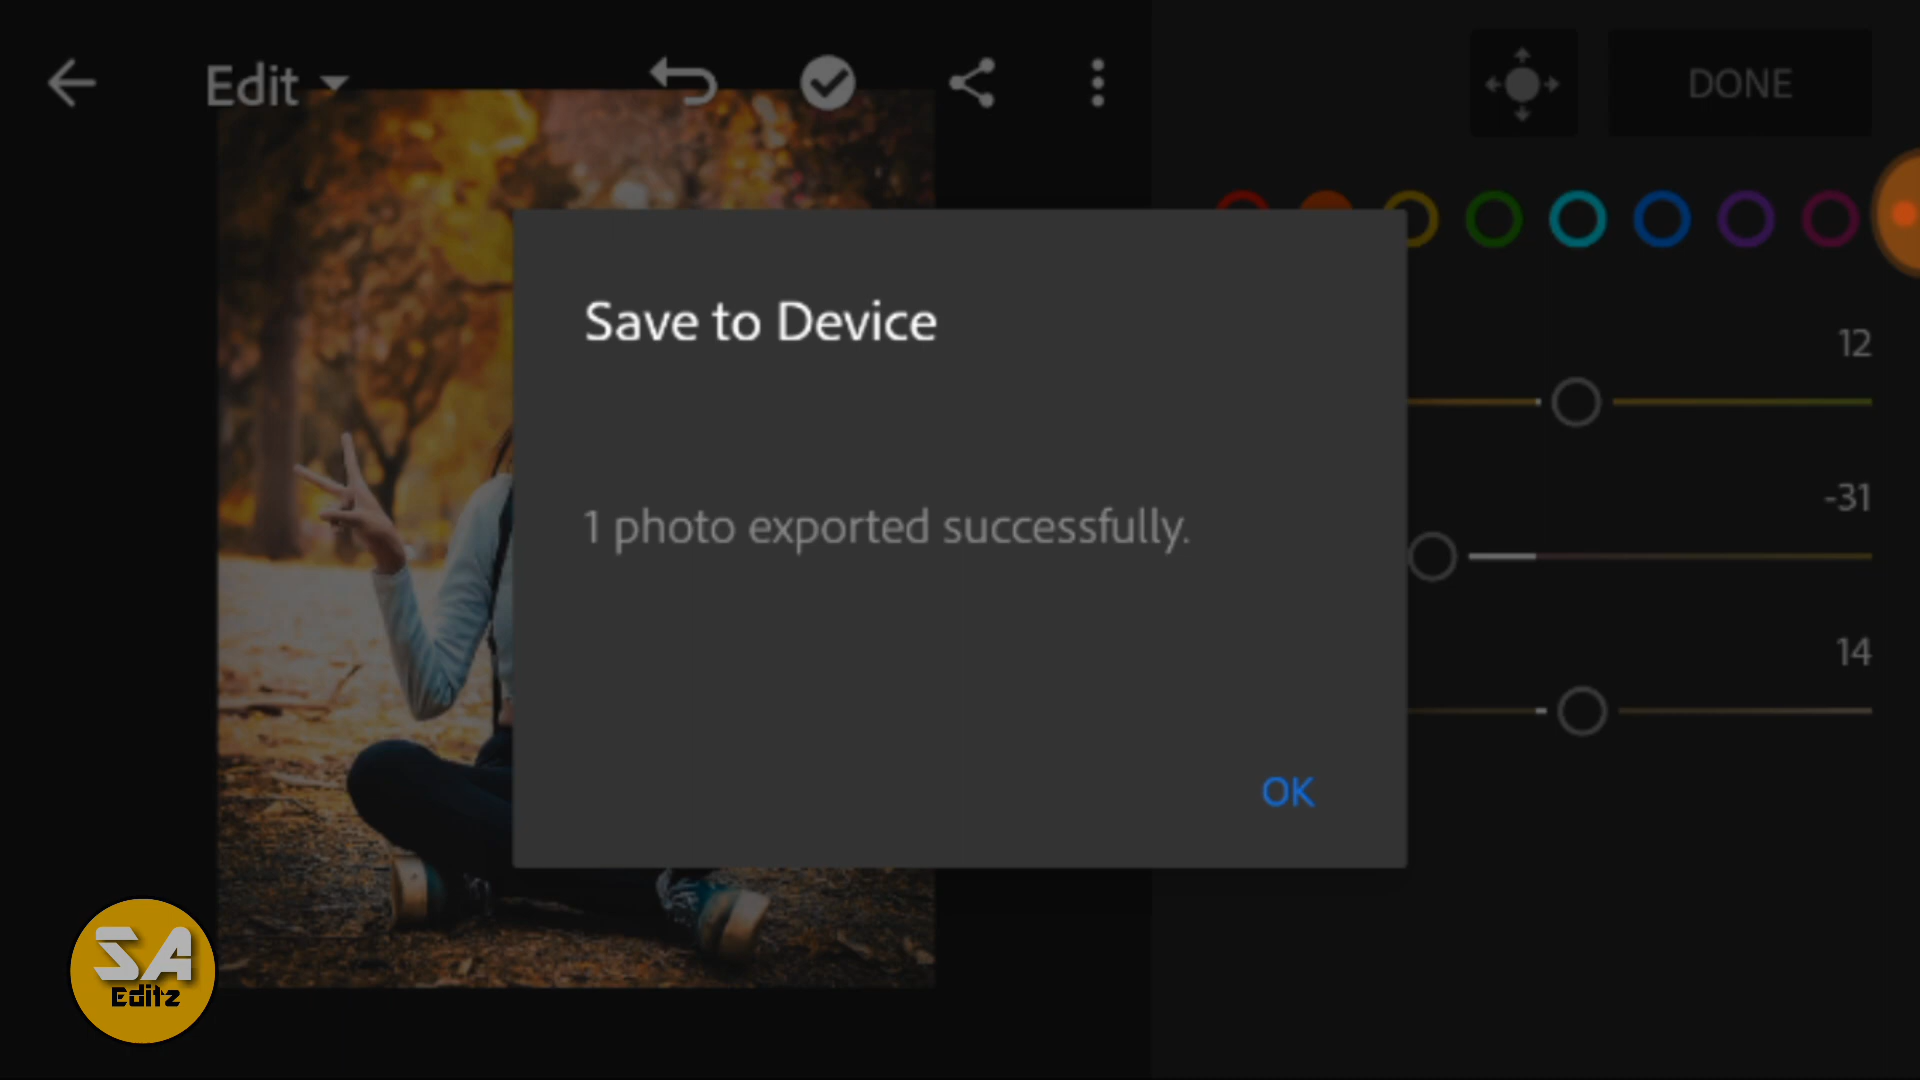 Edit
DONE
Save to Device
12
1 photo exported successfully.
-31
14
OK
SA
Editz